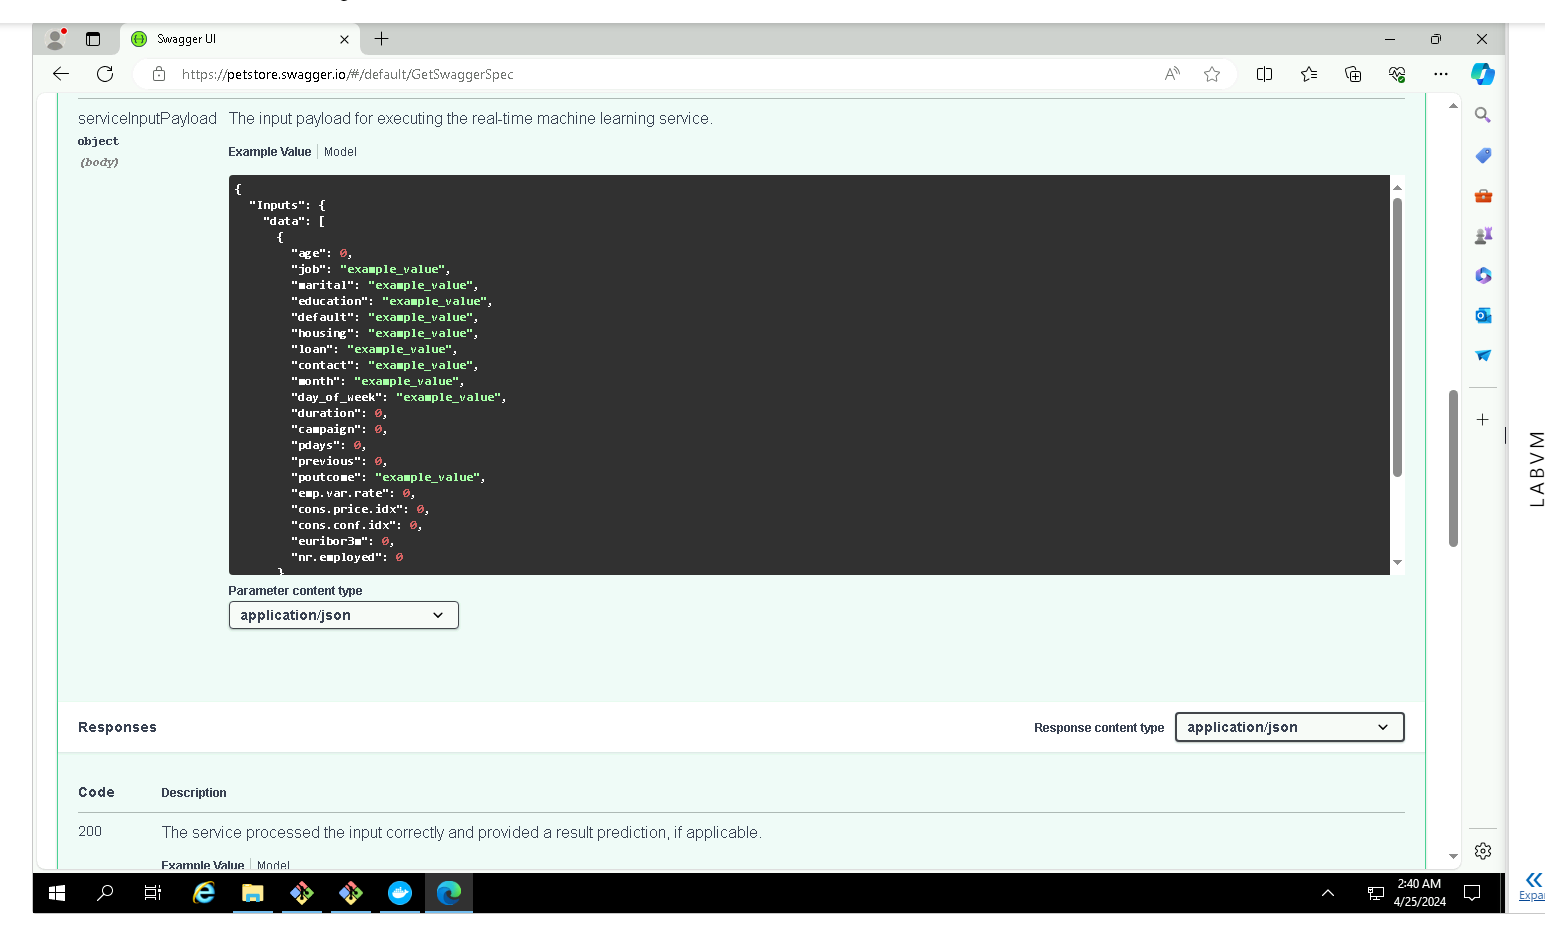 Swagger UI
https://petstore.swagger.io/#/default/GetSwaggerSpec
serviceInputPayload The input payload for executing the real-time machine learning service.
object
(body)
Example Value Model
{
"Inputs": {
"data": [
{
"age": 0,
"job": "example_value",
"marital": "example_value",
"education": "example_value",
"default": "example_value",
"housing": "example_value",
"loan": "example_value",
"contact": "example_value",
"month": "example_value",
"day_of_week": "example_value",
"duration": 0,
"campaign": 0,
"pdays": 0,
"previous": 0,
"poutcome": "example_value",
"emp.var.rate": 0,
"cons.price.idx": 0,
"cons.conf.idx": 0,
"euribor3m": 0,
"nr.employed": 0
}
Parameter content type
application/json
Responses
Response content type application/json
Code Description
200 The service processed the input correctly and provided a result prediction, if applicable.
Example Value Model
2:40 AM
4/25/2024
LABVM
Expa